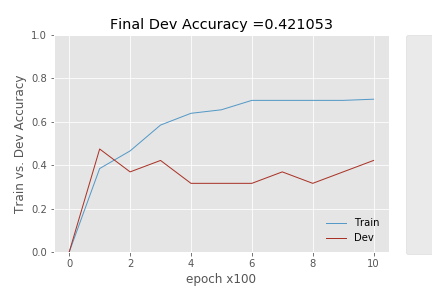 Final Dev Accuracy =0.421053
Train vs. Dev Accuracy
1.0
0.8
0.6
0.4
0.2
0.0
Train
Dev
0 2 4 6 8 10
epoch x100